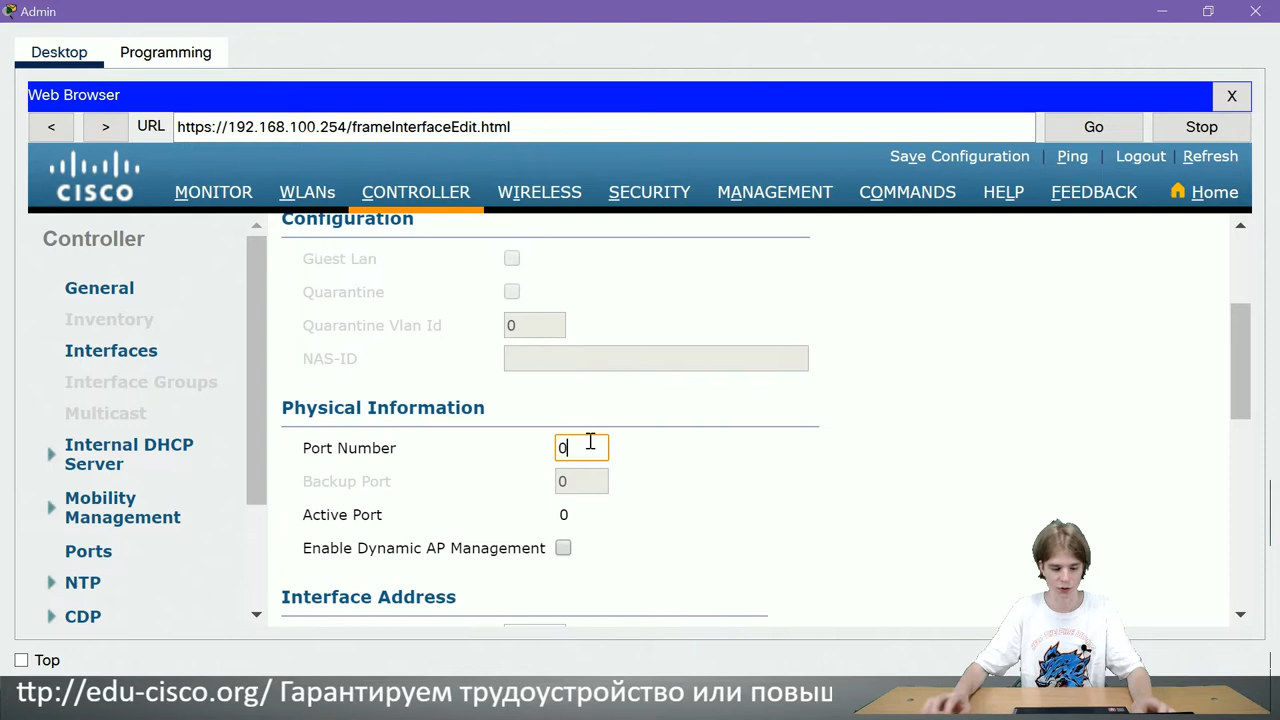 Admin
Desktop
Programming
Web Browser
X
<
>
URL
https://192.168.100.254/frameInterfaceEdit.html
Go
Stop
Save Configuration | Ping | Logout | Refresh
CISCO
MONITOR
WLANs
CONTROLLER
WIRELESS
SECURITY
MANAGEMENT
COMMANDS
HELP
FEEDBACK
Home
Controller
General
Inventory
Interfaces
Interface Groups
Multicast
Internal DHCP
Server
Mobility
Management
Ports
NTP
CDP
Configuration
Guest Lan
Quarantine
Quarantine Vlan Id 0
NAS-ID
Physical Information
Port Number 0
Backup Port 0
Active Port 0
Enable Dynamic AP Management
Interface Address
Top
ttp://edu-cisco.org/ Гарантируем трудоустройство или повыш